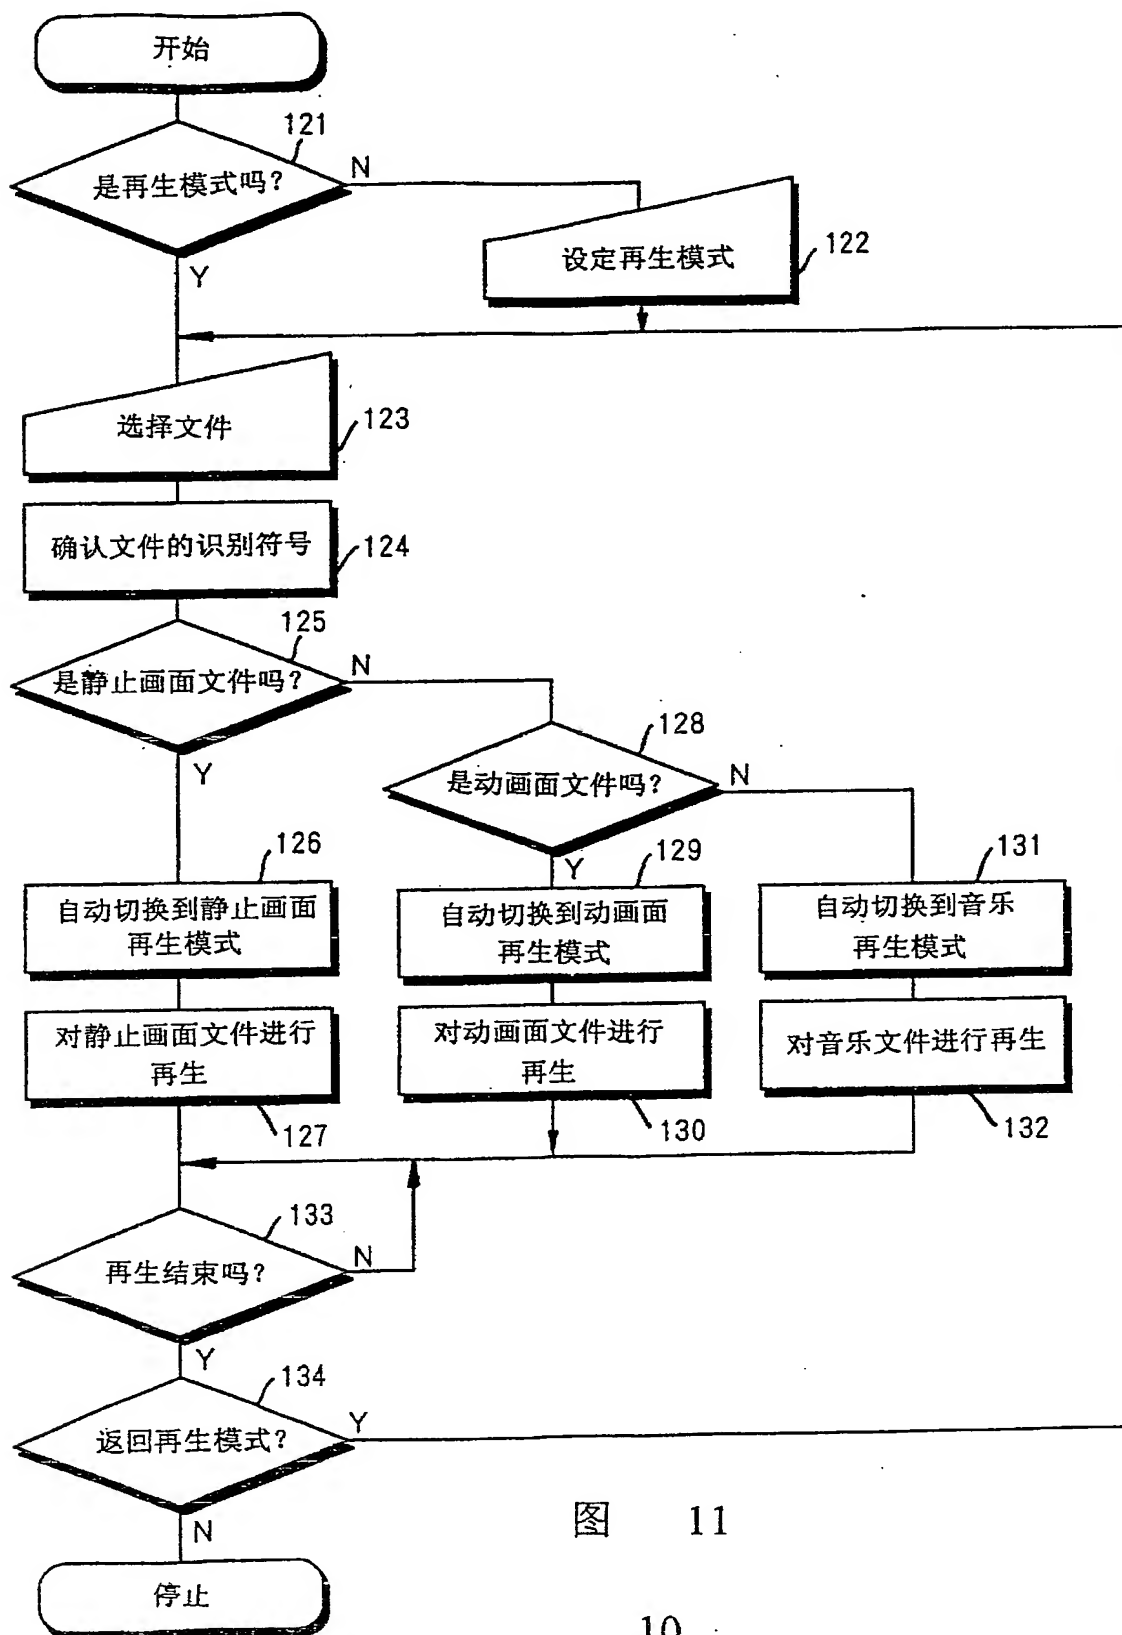 开始
121
是再生模式吗?
N
Y
设定再生模式
122
选择文件
123
确认文件的识别符号
124
125
是静止画面文件吗?
N
Y
128
是动画面文件吗?
N
Y
126
自动切换到静止画面
再生模式
129
自动切换到动画面
再生模式
131
自动切换到音乐
再生模式
对静止画面文件进行
再生
127
对动画面文件进行
再生
130
对音乐文件进行再生
132
133
再生结束吗?
N
Y
134
返回再生模式?
Y
N
停止
图 11
10